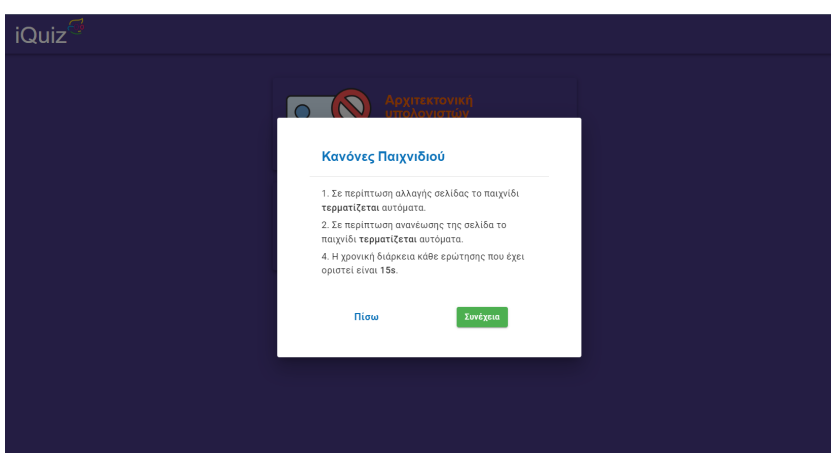 iQuiz
Αρχιτεκτονική
υπολογιστών
Κανόνες Παιχνιδιού
1. Σε περίπτωση αλλαγής σελίδας το παιχνίδι
τερματίζεται αυτόματα.
2. Σε περίπτωση ανανέωσης της σελίδα το
παιχνίδι τερματίζεται αυτόματα.
4. Η χρονική διάρκεια κάθε ερώτησης που έχει
οριστεί είναι 15s.
Πίσω
Συνέχεια